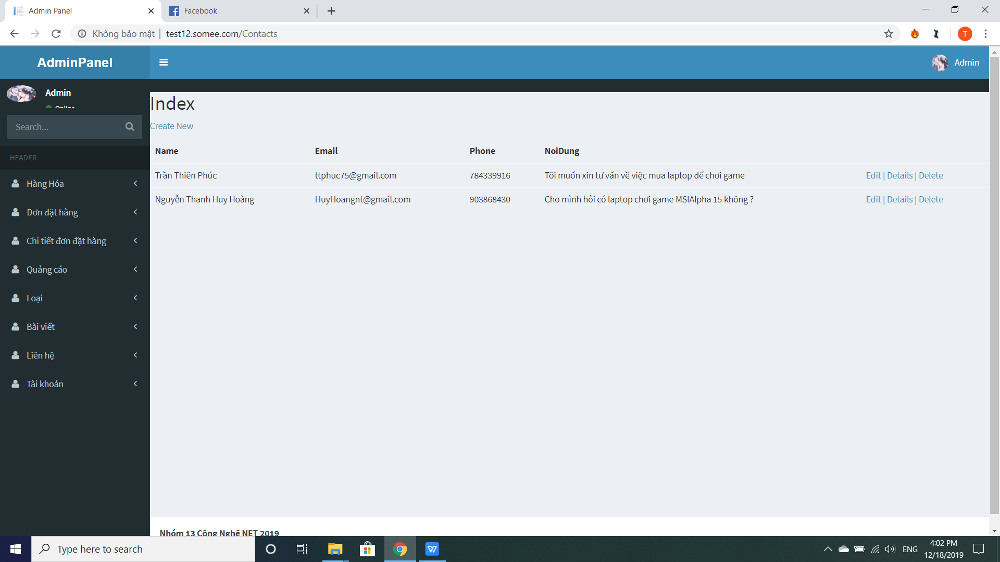 Admin Panel
Facebook
Không bảo mật | test12.somee.com/Contacts
T
AdminPanel
Admin
Admin
Online
Search...
HEADER
Hàng Hóa
Đơn đặt hàng
Chi tiết đơn đặt hàng
Quảng cáo
Loại
Bài viết
Liên hệ
Tài khoản
Index
Create New
Name Email Phone NoiDung
Trần Thiên Phúc ttphuc75@gmail.com 784339916 Tôi muốn xin tư vấn về việc mua laptop để chơi game Edit | Details | Delete
Nguyễn Thanh Huy Hoàng HuyHoangnt@gmail.com 903868430 Cho mình hỏi có laptop chơi game MSIAlpha 15 không ? Edit | Details | Delete
Nhóm 13 Công Nghệ NET 2019
Type here to search
ENG
4:02 PM
12/18/2019